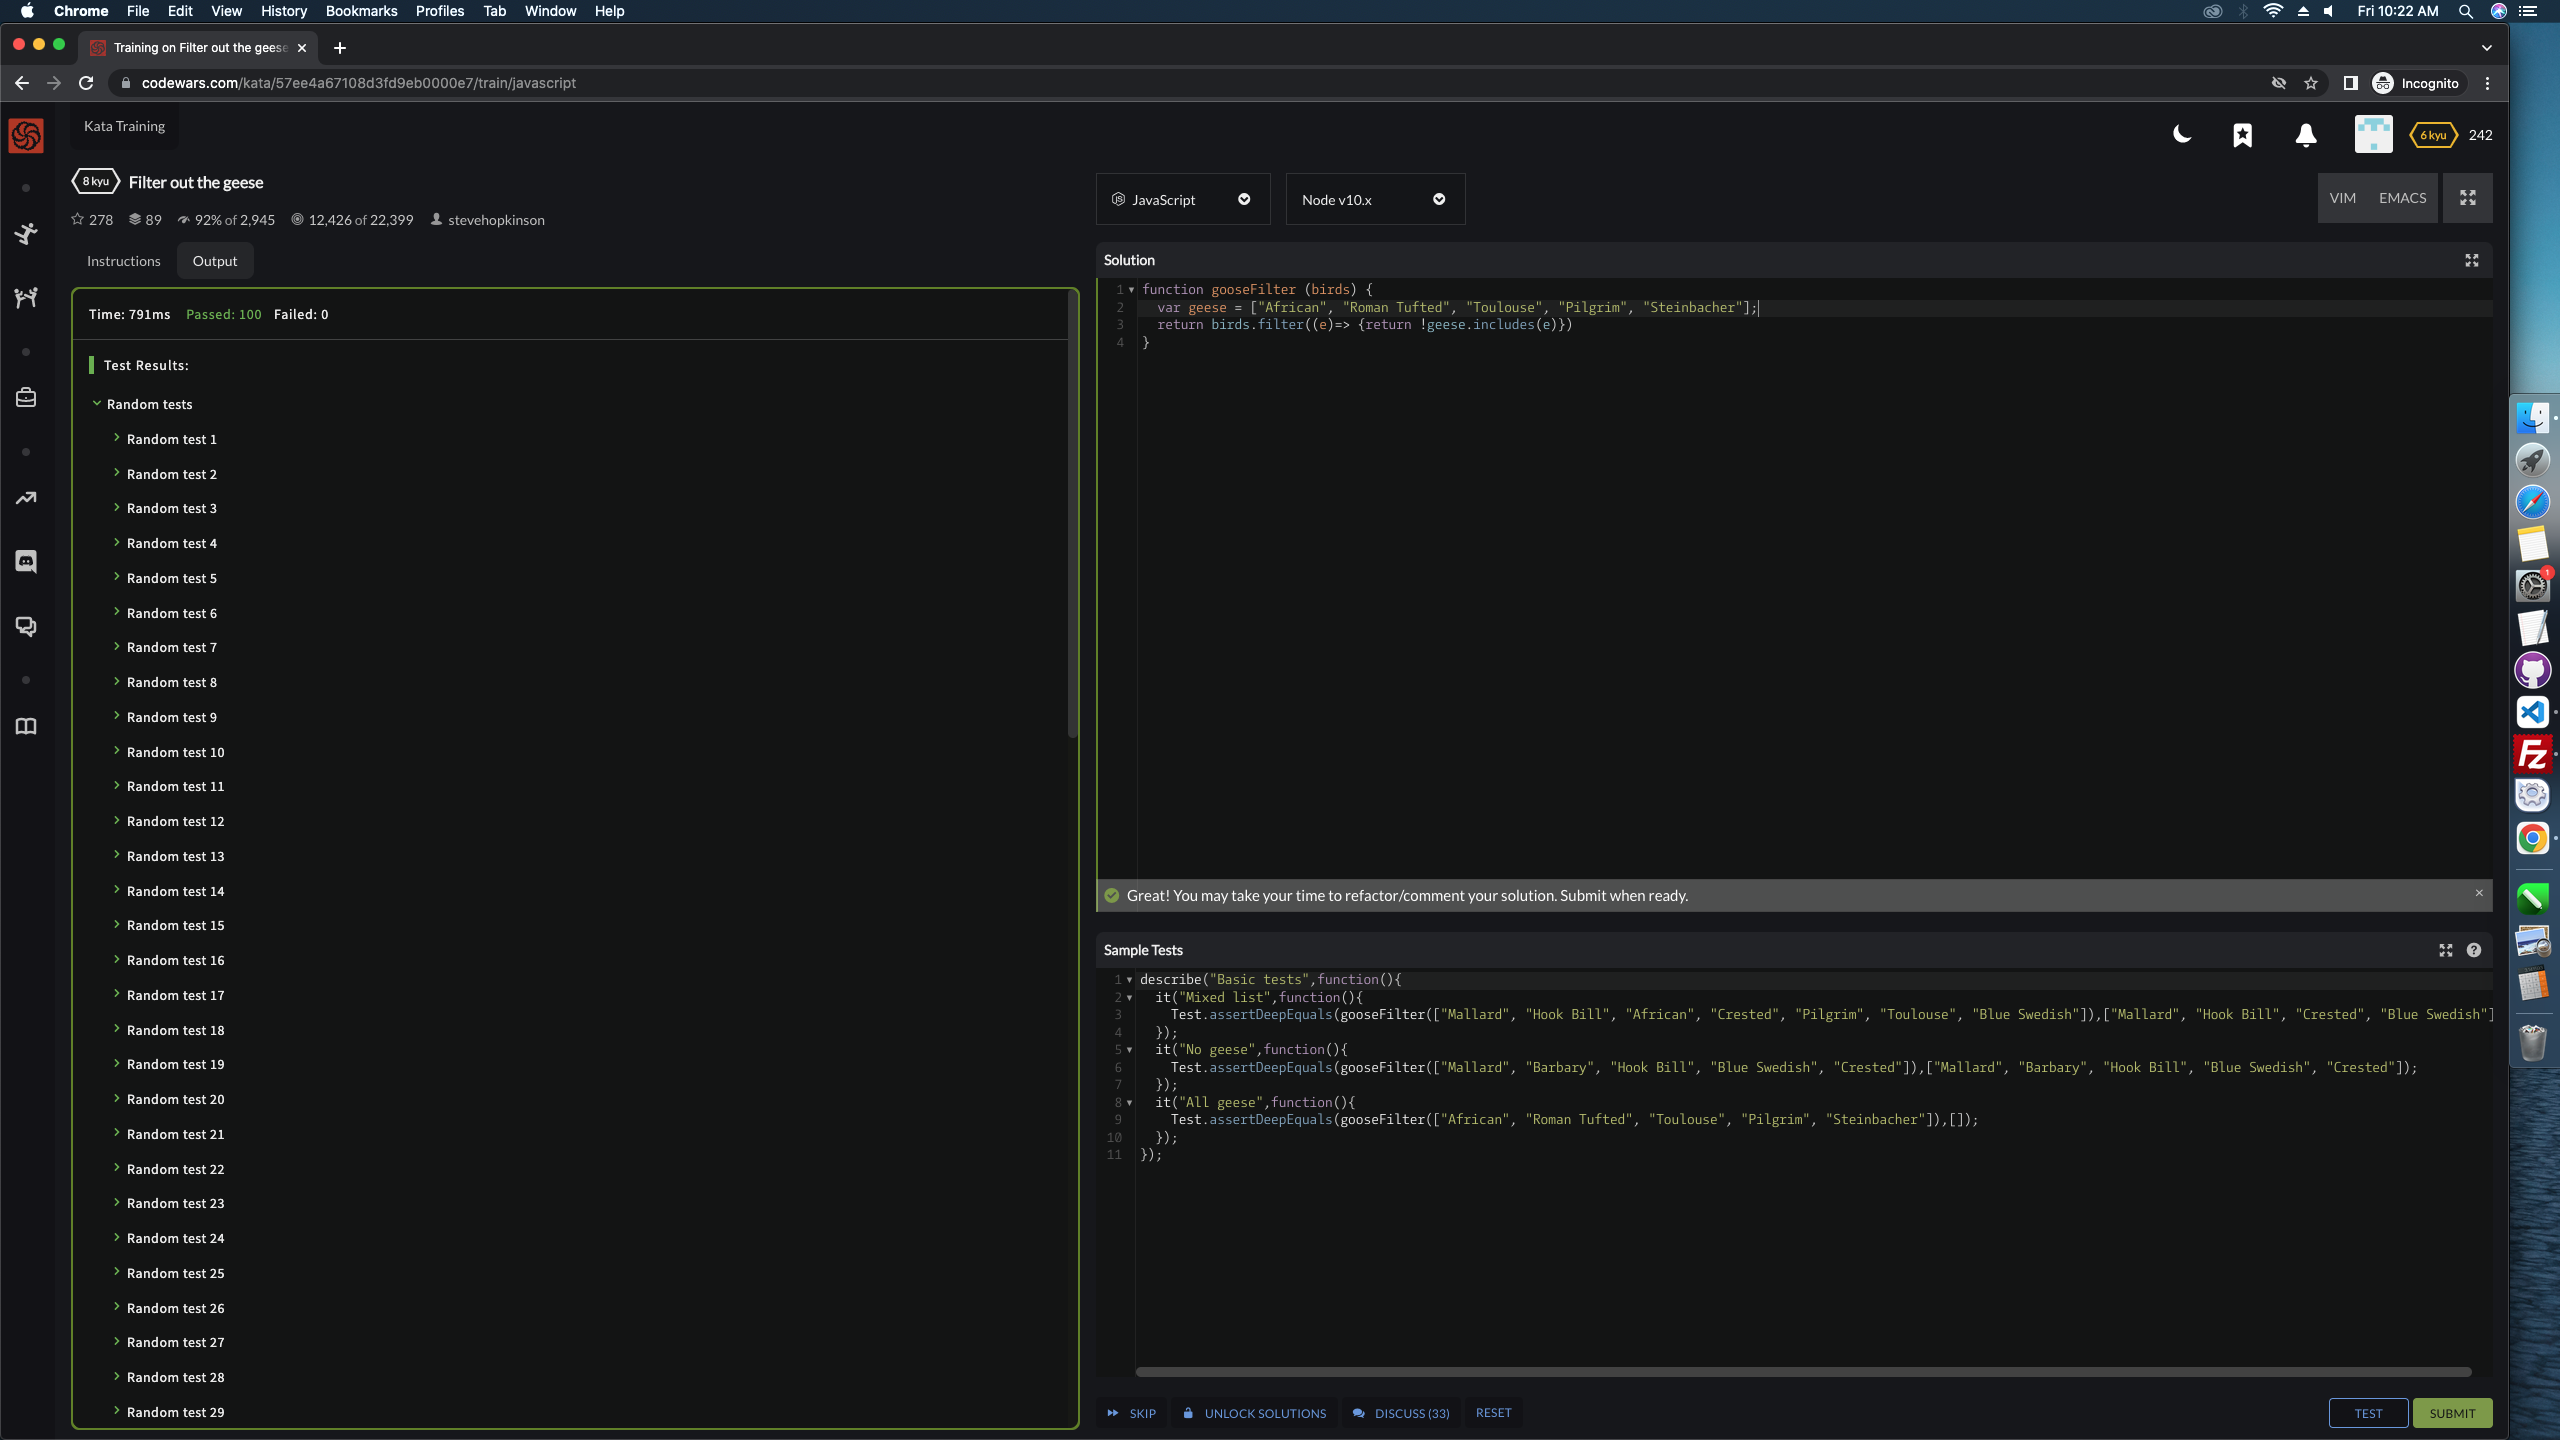 Chrome File Edit View History Bookmarks Profiles Tab Window Help
Fri 10:22 AM
Training on Filter out the geese
codewars.com/kata/57ee4a67108d3fd9eb0000e7/train/javascript
Incognito
Kata Training
6 kyu 242
8 kyu Filter out the geese
278 89 92% of 2,945 12,426 of 22,399 stevehopkinson
JavaScript
Node v10.x
VIM EMACS
Instructions Output
Time: 791ms Passed: 100 Failed: 0
Test Results:
Random tests
Random test 1
Random test 2
Random test 3
Random test 4
Random test 5
Random test 6
Random test 7
Random test 8
Random test 9
Random test 10
Random test 11
Random test 12
Random test 13
Random test 14
Random test 15
Random test 16
Random test 17
Random test 18
Random test 19
Random test 20
Random test 21
Random test 22
Random test 23
Random test 24
Random test 25
Random test 26
Random test 27
Random test 28
Random test 29
Solution
1 function gooseFilter (birds) {
2 var geese = ["African", "Roman Tufted", "Toulouse", "Pilgrim", "Steinbacher"];
3 return birds.filter((e)=> {return !geese.includes(e)})
4 }
Great! You may take your time to refactor/comment your solution. Submit when ready.
Sample Tests
1 describe("Basic tests",function(){
2 it("Mixed list",function(){
3 Test.assertDeepEquals(gooseFilter(["Mallard", "Hook Bill", "African", "Crested", "Pilgrim", "Toulouse", "Blue Swedish"]),["Mallard", "Hook Bill", "Crested", "Blue Swedish"]
4 });
5 it("No geese",function(){
6 Test.assertDeepEquals(gooseFilter(["Mallard", "Barbary", "Hook Bill", "Blue Swedish", "Crested"]),["Mallard", "Barbary", "Hook Bill", "Blue Swedish", "Crested"]);
7 });
8 it("All geese",function(){
9 Test.assertDeepEquals(gooseFilter(["African", "Roman Tufted", "Toulouse", "Pilgrim", "Steinbacher"]),[]);
10 });
11 });
SKIP UNLOCK SOLUTIONS DISCUSS (33) RESET
TEST SUBMIT
1
Fz